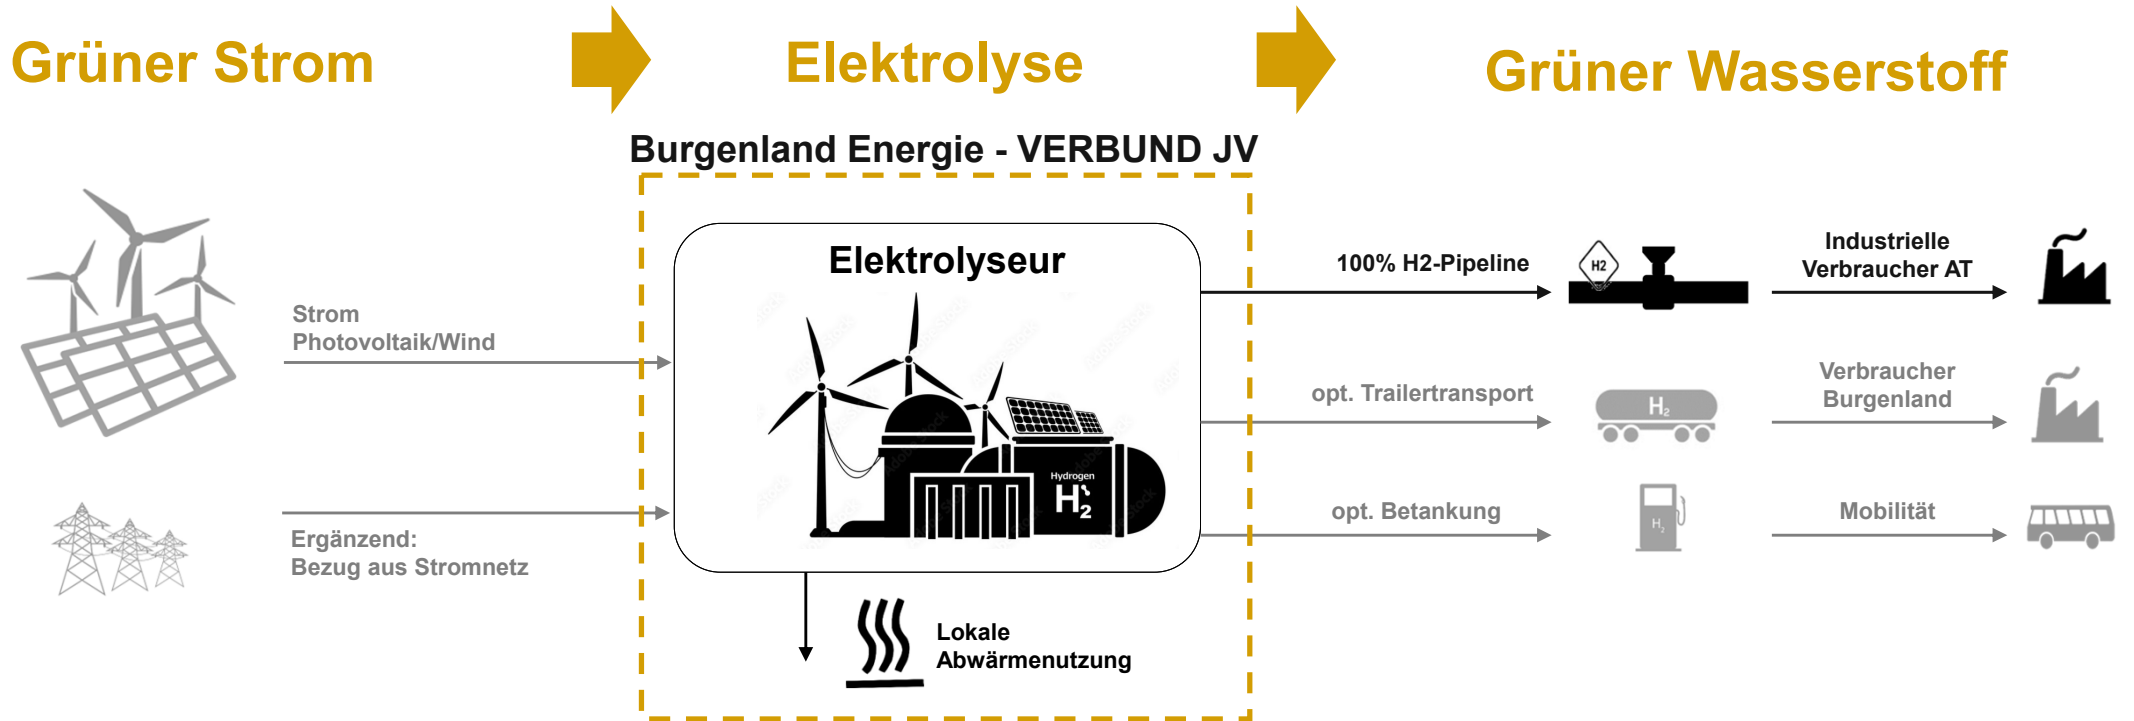 Grüner Strom
Elektrolyse
Grüner Wasserstoff
Burgenland Energie - VERBUND JV
Strom
Photovoltaik/Wind
Ergänzend:
Bezug aus Stromnetz
Elektrolyseur
Hydrogen
H2
Lokale
Abwärmenutzung
100% H2-Pipeline
H2
Industrielle
Verbraucher AT
opt. Trailertransport
H2
Verbraucher
Burgenland
opt. Betankung
H2
Mobilität